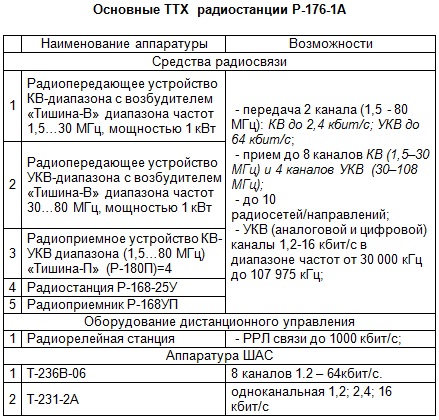 Основные ТТХ радиостанции Р-176-1А
Наименование аппаратуры
Возможности
Средства радиосвязи
1
Радиопередающее устройство
КВ-диапазона с возбудителем
«Тишина-В» диапазона частот
1,5…30 МГц, мощностью 1 кВт
2
Радиопередающее устройство
УКВ-диапазона с возбудителем
«Тишина-В» диапазона частот
30…80 МГц, мощностью 1 кВт
3
Радиоприемное устройство КВ-
УКВ диапазона (1,5…80 МГц)
«Тишина-П» (Р-180П)=4
4
Радиостанция Р-168-25У
5
Радиоприемник Р-168УП
- передача 2 канала (1,5 - 80
МГц): КВ до 2,4 кбит/с; УКВ до
64 кбит/с;
- прием до 8 каналов КВ (1,5–30
МГц) и 4 каналов УКВ (30–108
МГц);
- до 10
радиосетей/направлений;
- УКВ (аналоговой и цифровой)
каналы 1,2-16 кбит/с в
диапазоне частот от 30 000 кГц
до 107 975 кГц;
Оборудование дистанционного управления
1
Радиорелейная станция
- РРЛ связи до 1000 кбит/с;
Аппаратура ШАС
1
Т-236В-06
8 каналов 1.2 – 64кбит/с.
2
Т-231-2А
одноканальная 1,2; 2,4; 16
кбит/с